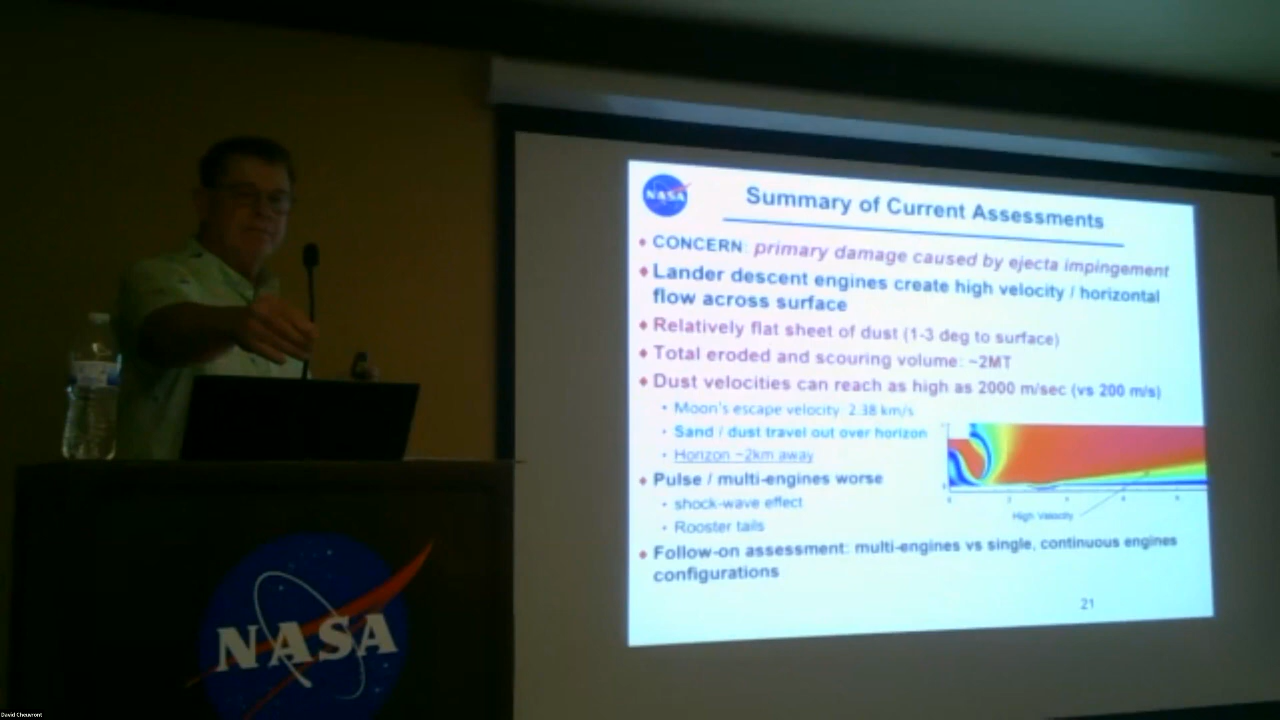 NASA
Summary of Current Assessments
CONCERN: primary damage caused by ejecta impingement
Lander descent engines create high velocity / horizontal
flow across surface
Relatively flat sheet of dust (1-3 deg to surface)
Total eroded and scouring volume: ~2MT
Dust velocities can reach as high as 2000 m/sec (vs 200 m/s)
Moon's escape velocity: 2.38 km/s
Sand / dust travel out over horizon
Horizon ~2km away
Pulse / multi-engines worse
shock-wave effect
Rooster tails
High Velocity
Follow-on assessment: multi-engines vs single, continuous engines
configurations
21
NASA
David Cheuvront